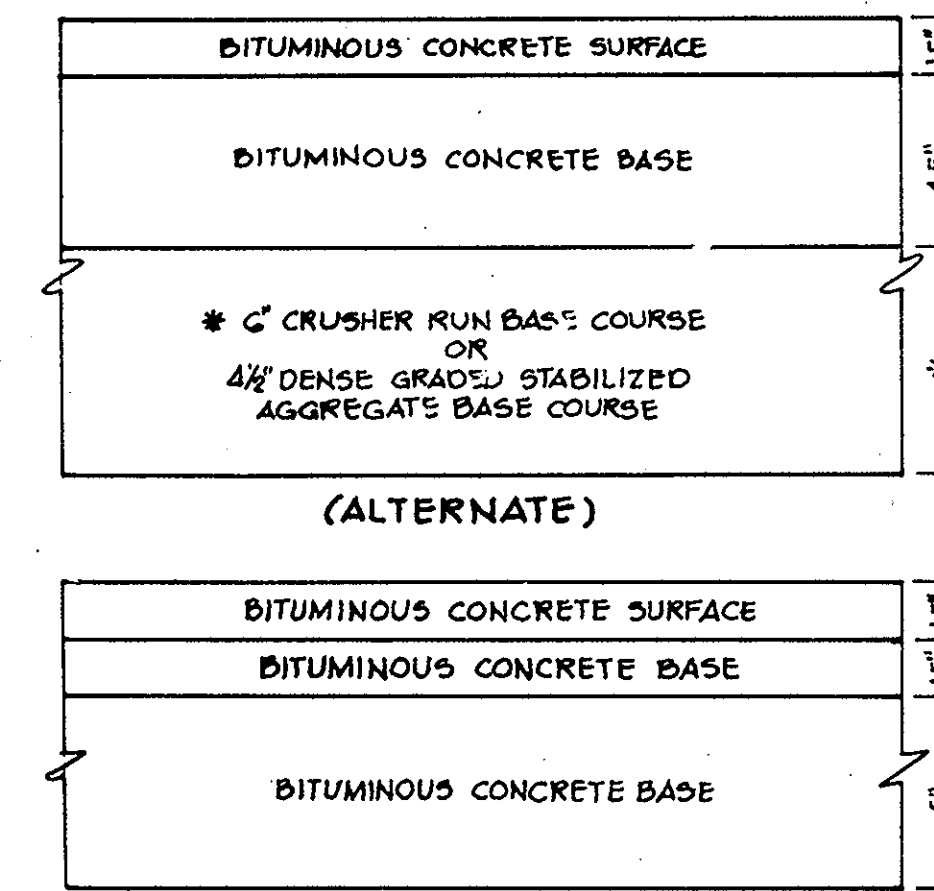 BITUMINOUS CONCRETE SURFACE
BITUMINOUS CONCRETE BASE
* 6" CRUSHER RUN BASE COURSE
OR
4½" DENSE GRADED STABILIZED
AGGREGATE BASE COURSE
(ALTERNATE)
BITUMINOUS CONCRETE SURFACE
BITUMINOUS CONCRETE BASE
BITUMINOUS CONCRETE BASE